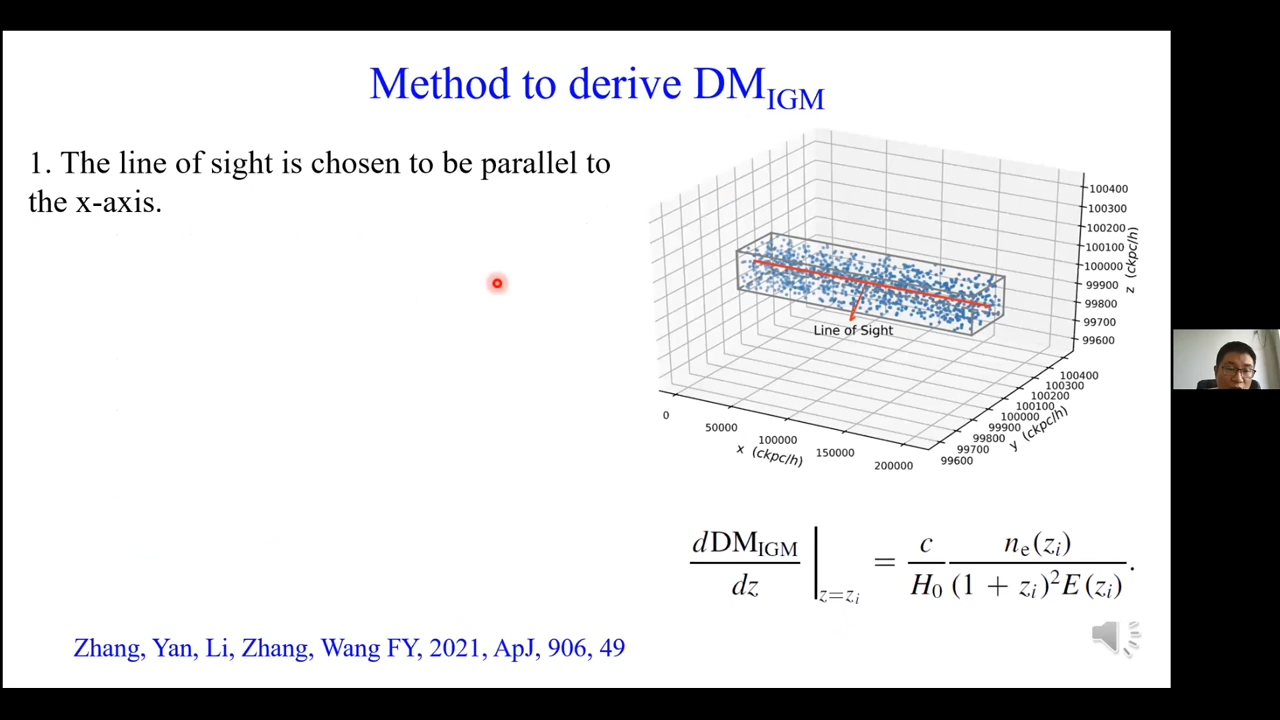 Method to derive DM_IGM
1. The line of sight is chosen to be parallel to
the x-axis.
100400
100300
100200
100100
100000
99900
99800
99700
99600
z (ckpc/h)
Line of Sight
0
50000
100000
150000
200000
x (ckpc/h)
100400
100300
100200
100100
100000
99900
99800
99700
99600
y (ckpc/h)
dDM_IGM/dz |_{z=z_i} = c/H_0 n_e(z_i)/((1 + z_i)^2E(z_i)).
Zhang, Yan, Li, Zhang, Wang FY, 2021, ApJ, 906, 49